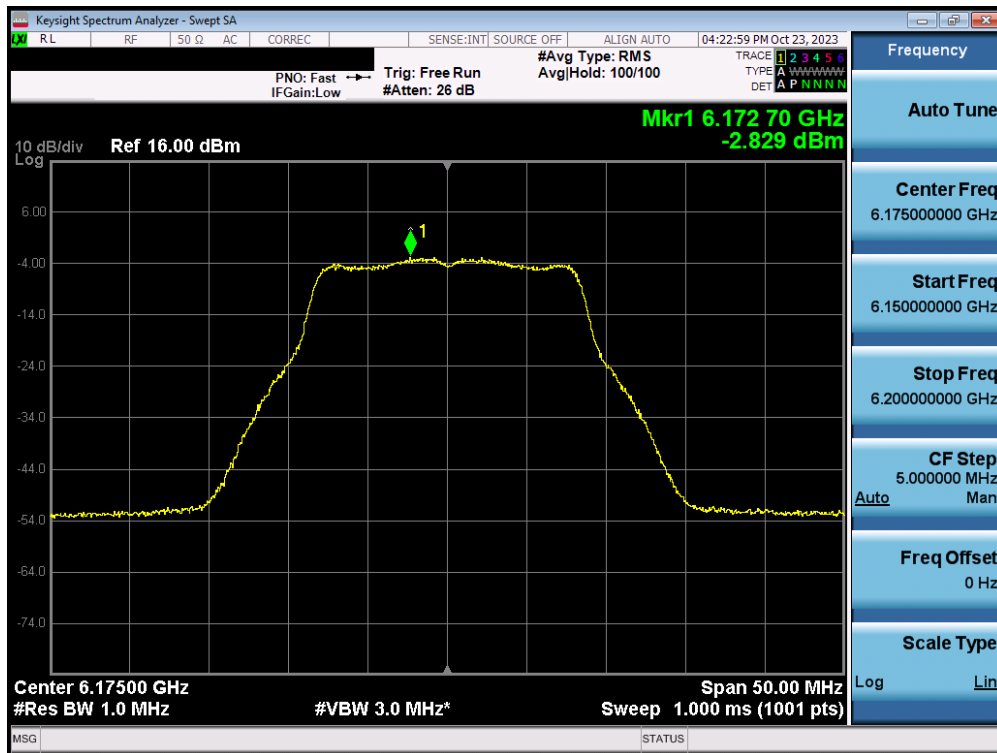 Keysight Spectrum Analyzer - Swept SA
LXI RL RF 50 Ω AC CORREC SENSE:INT SOURCE OFF ALIGN AUTO 04:22:59 PM Oct 23, 2023
PNO: Fast Trig: Free Run #Avg Type: RMS TRACE 1 2 3 4 5 6
IFGain:Low #Atten: 26 dB Avg|Hold: 100/100 TYPE A WWWWW
DET A P N N N N
Mkr1 6.172 70 GHz
-2.829 dBm
10 dB/div Ref 16.00 dBm
Log
1
6.00
-4.00
-14.0
-24.0
-34.0
-44.0
-54.0
-64.0
-74.0
Center 6.17500 GHz Span 50.00 MHz
#Res BW 1.0 MHz #VBW 3.0 MHz* Sweep 1.000 ms (1001 pts)
MSG STATUS
Frequency
Auto Tune
Center Freq
6.175000000 GHz
Start Freq
6.150000000 GHz
Stop Freq
6.200000000 GHz
CF Step
5.000000 MHz
Auto Man
Freq Offset
0 Hz
Scale Type
Log Lin